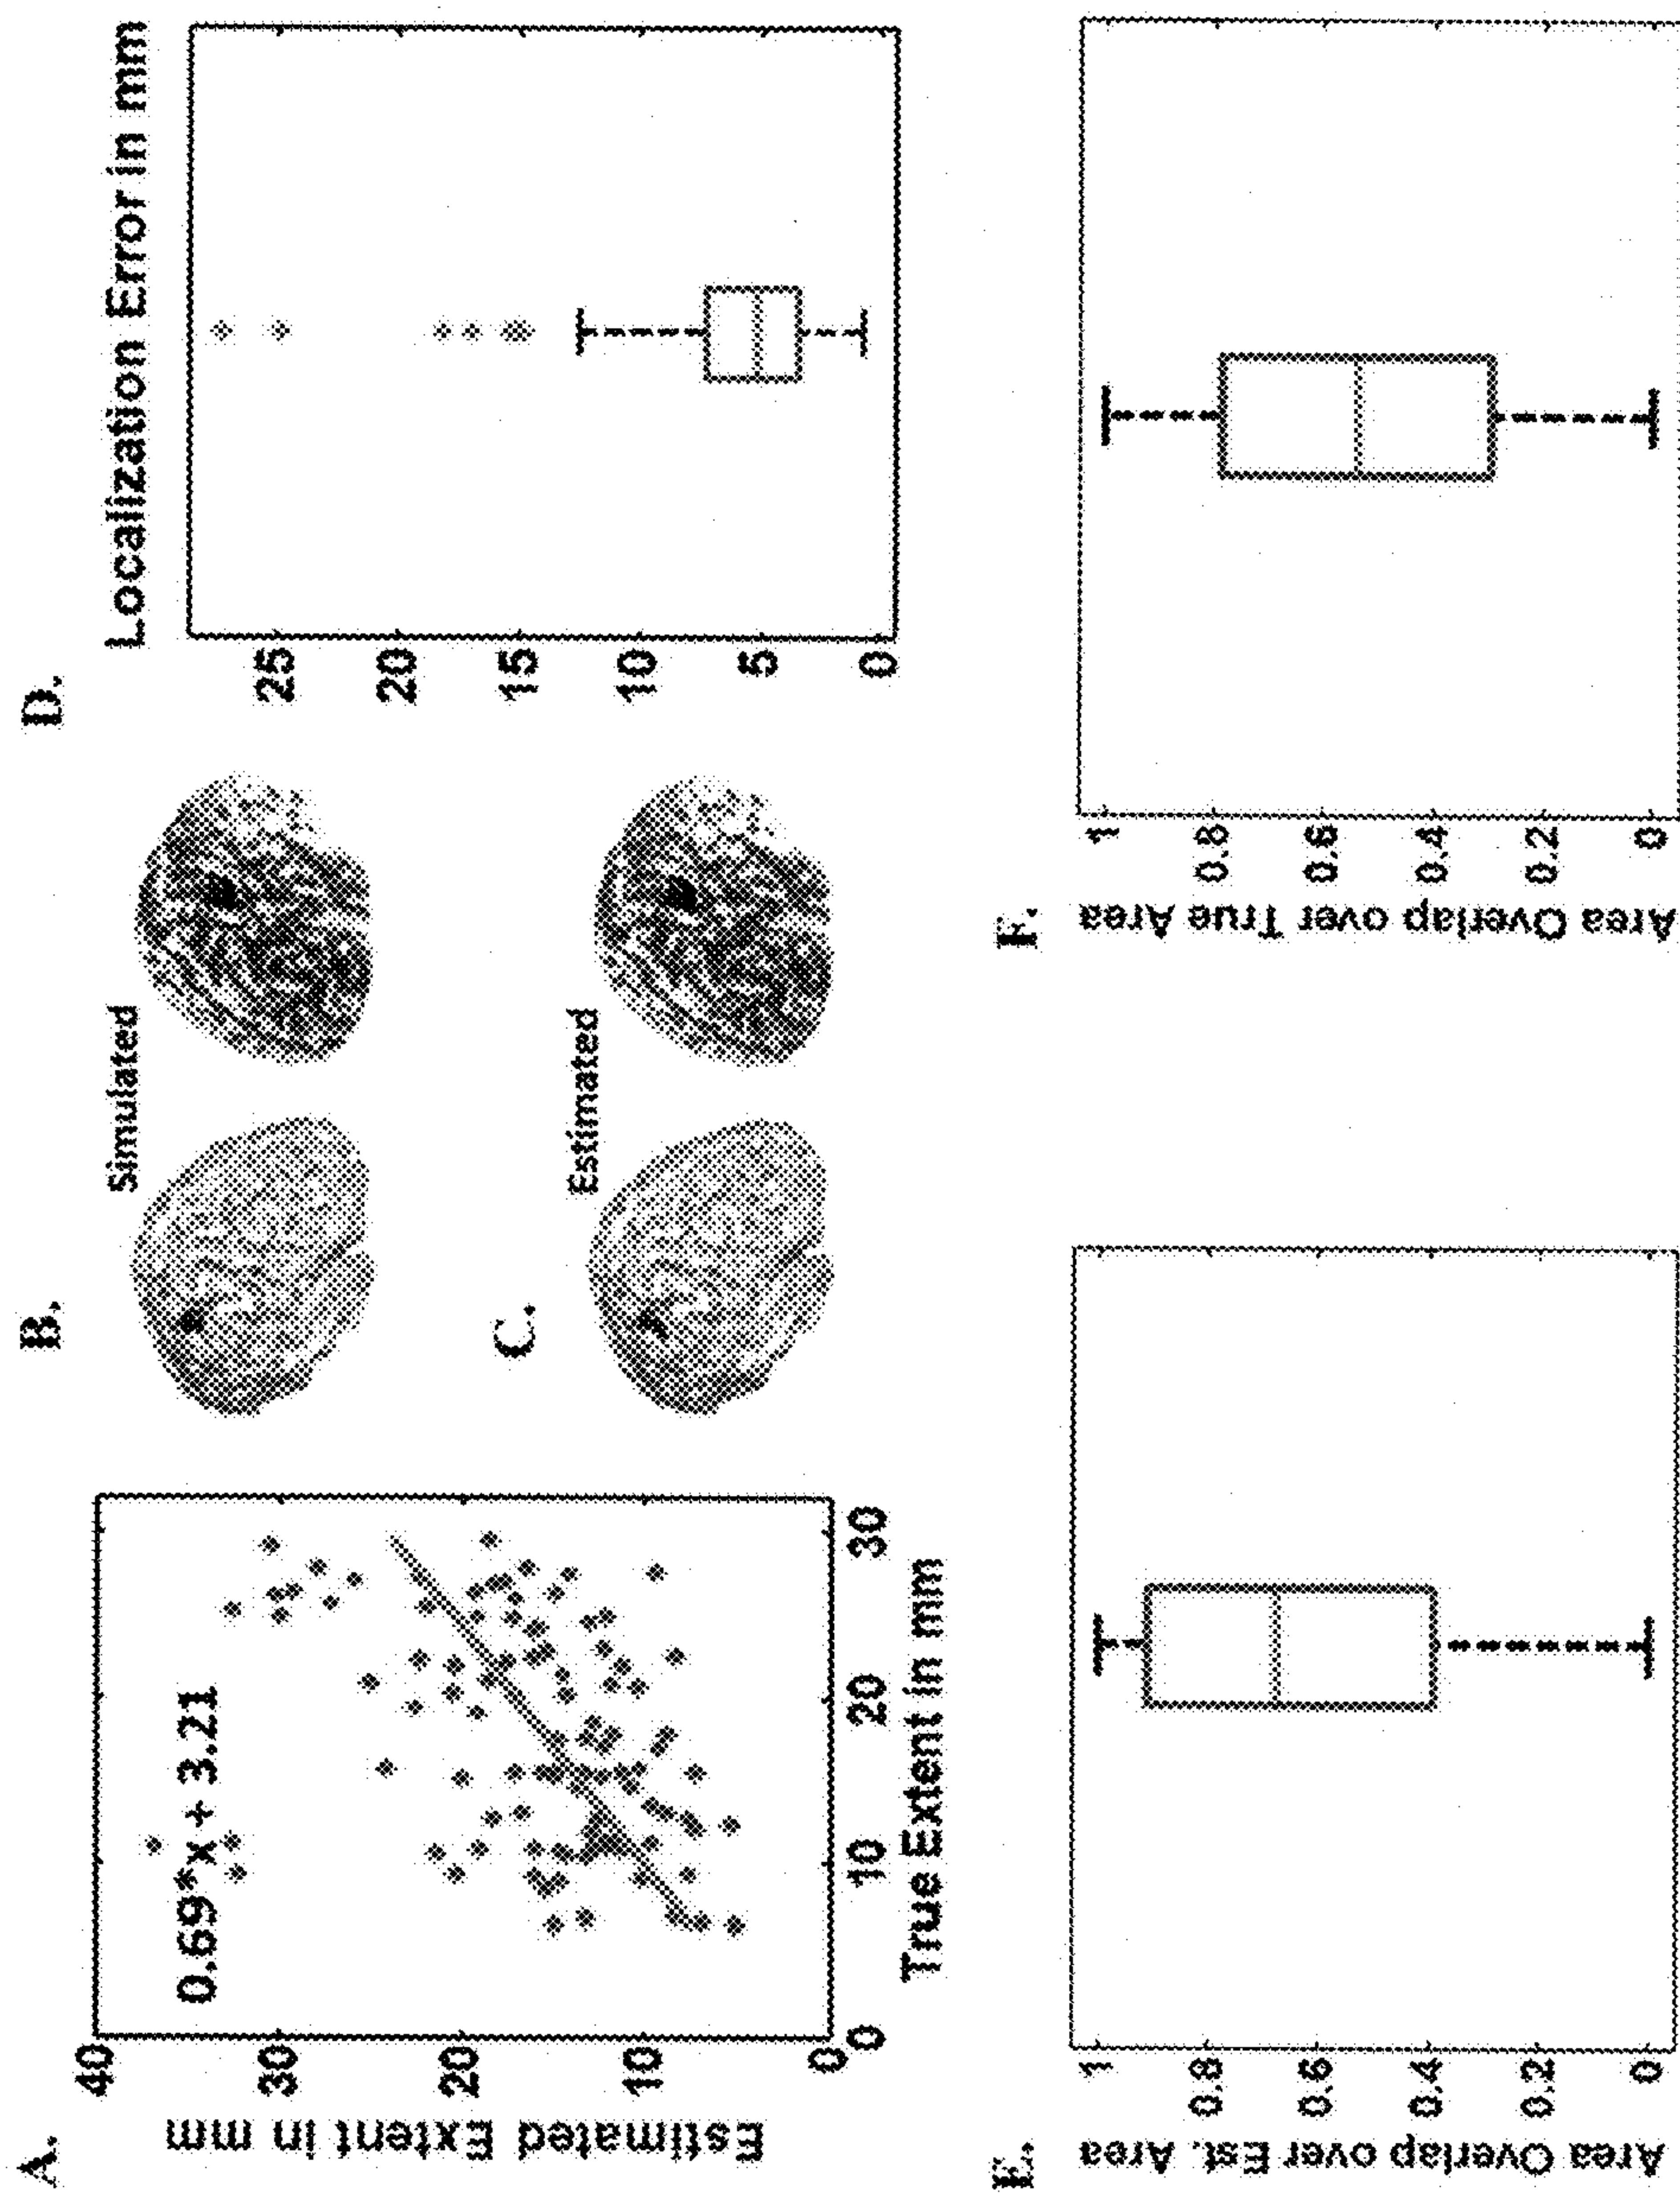 A.
Estimated Extent in mm
40
30
20
10
0
0.69*x + 3.21
0
10
20
30
True Extent in mm
B.
Simulated
C.
Estimated
D.
Localization Error in mm
25
20
15
10
5
0
E.
Area Overlap over Est. Area
1
0.8
0.6
0.4
0.2
0
F.
Area Overlap over True Area
1
0.8
0.6
0.4
0.2
0